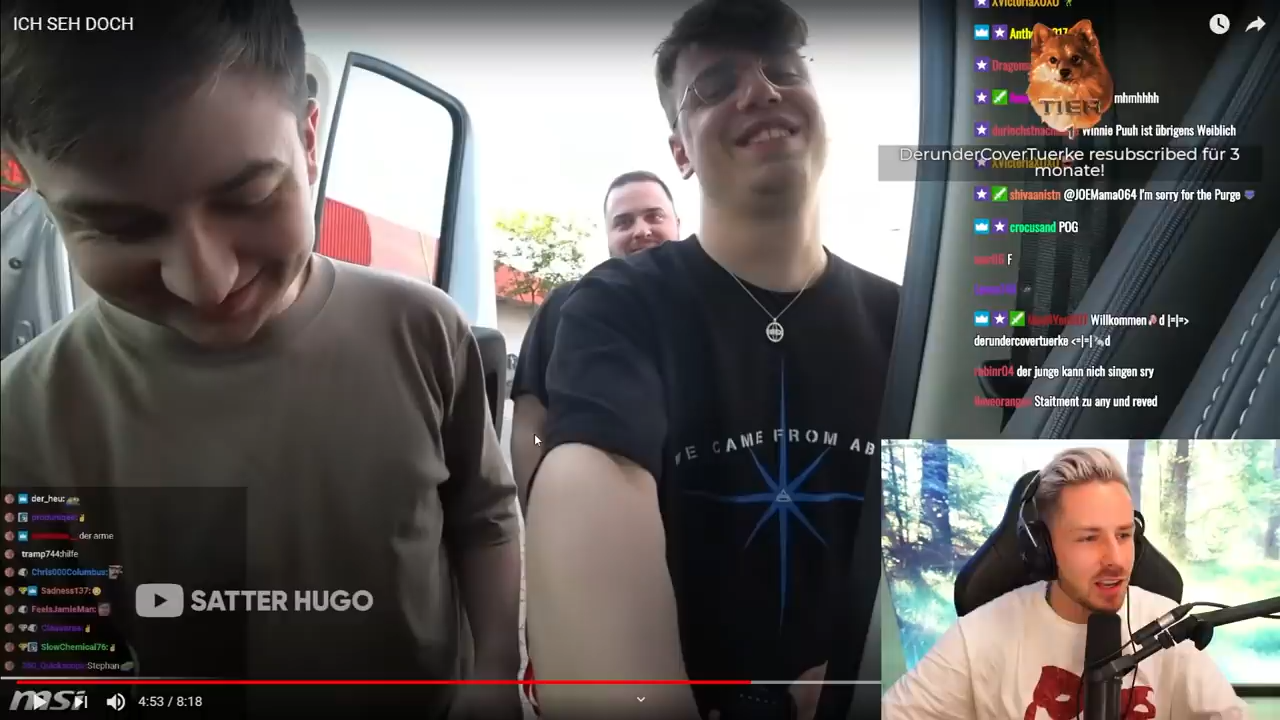 ICH SEH DOCH
TIER
mhmhhhh
Winnie Puuh ist übrigens Weiblich
DerunderCoverTuerke resubscribed für 3
monate!
shivaanistn @JOEMama064 I'm sorry for the Purge
crocusand POG
F
Willkommen d |=|=>
derundercovertuerke <=|=| d
robinr04 der junge kann nich singen sry
Staitment zu any und reved
CAME FROM AB
der_heu:
der arme
tramp744:hilfe
Chris000Columbus:
Sadness137:
FeelsJamieMan:
SlowChemical76:
Stephan
SATTER HUGO
msi
4:53 / 8:18